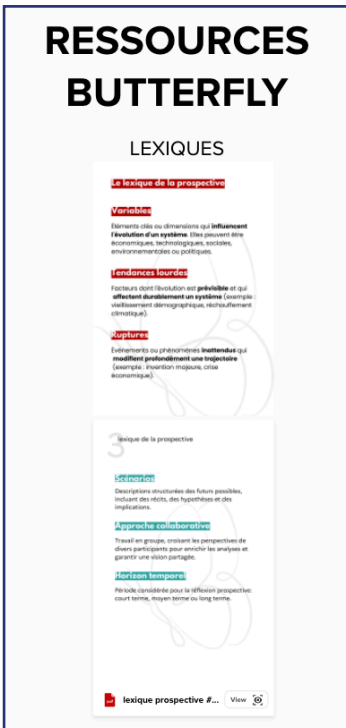 RESSOURCES
BUTTERFLY
LEXIQUES
Le lexique de la prospective
Variables
Éléments clés ou dimensions qui influencent
l'évolution d'un système. Elles peuvent être
économiques, technologiques, sociales,
environnementales ou politiques.
Tendances lourdes
Facteurs dont l'évolution est prévisible et qui
affectent durablement un système (exemple :
vieillissement démographique, réchauffement
climatique).
Ruptures
Événements ou phénomènes inattendus qui
modifient profondément une trajectoire
(exemple : invention majeure, crise
économique).
3
lexique de la prospective
Scénarios
Descriptions structurées des futurs possibles,
incluant des récits, des hypothèses et des
implications.
Approche collaborative
Travail en groupe, croisant les perspectives de
divers participants pour enrichir les analyses et
garantir une vision partagée.
Horizon temporel
Période considérée pour la réflexion prospective:
court terme, moyen terme ou long terme.
lexique prospective #...
View